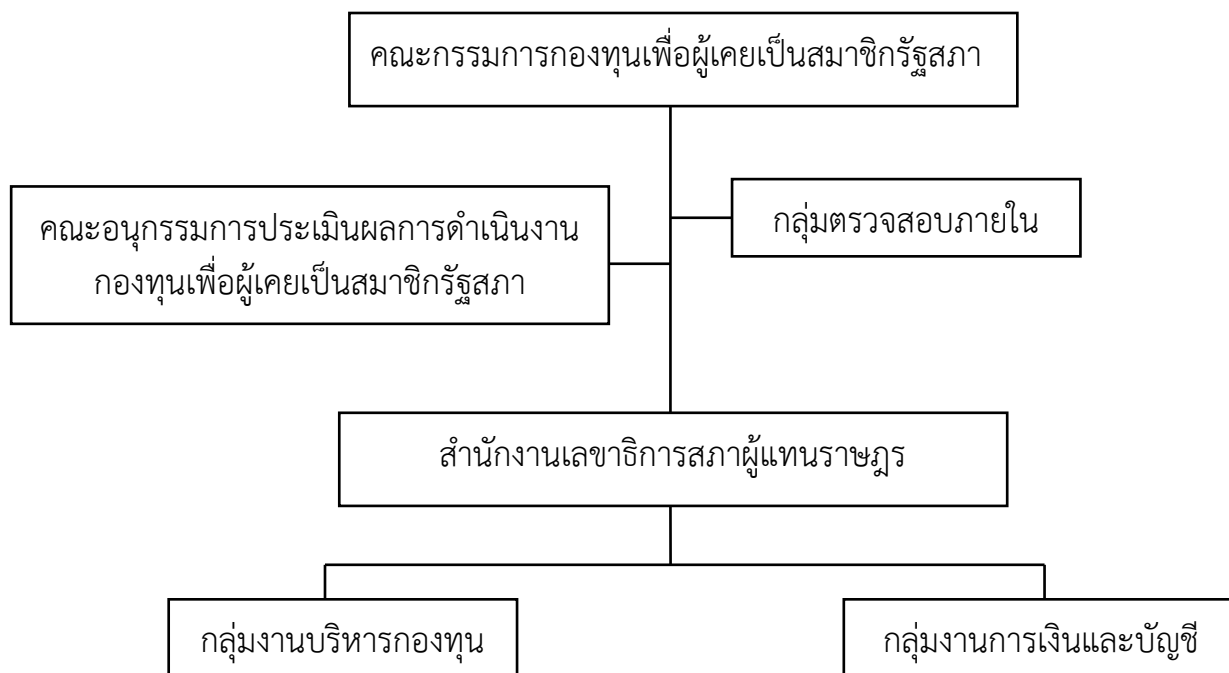 คณะกรรมการกองทุนเพื่อผู้เคยเป็นสมาชิกรัฐสภา
คณะอนุกรรมการประเมินผลการดำเนินงาน
กองทุนเพื่อผู้เคยเป็นสมาชิกรัฐสภา
กลุ่มตรวจสอบภายใน
สำนักงานเลขาธิการสภาผู้แทนราษฎร
กลุ่มงานบริหารกองทุน
กลุ่มงานการเงินและบัญชี